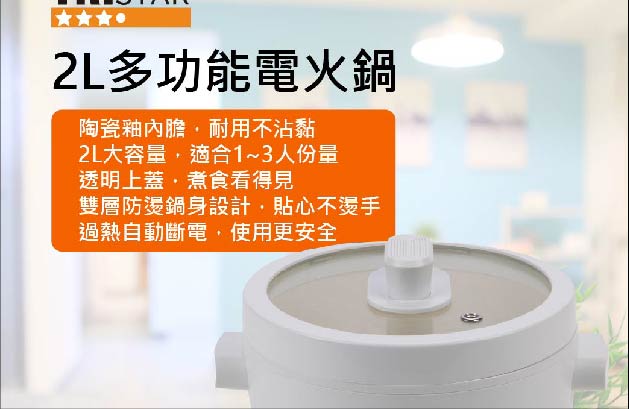 STAR
2L多功能電火鍋
陶瓷釉內膽，耐用不沾黏
2L大容量，適合1~3人份量
透明上蓋，煮食看得見
雙層防燙鍋身設計，貼心不燙手
過熱自動斷電，使用更安全